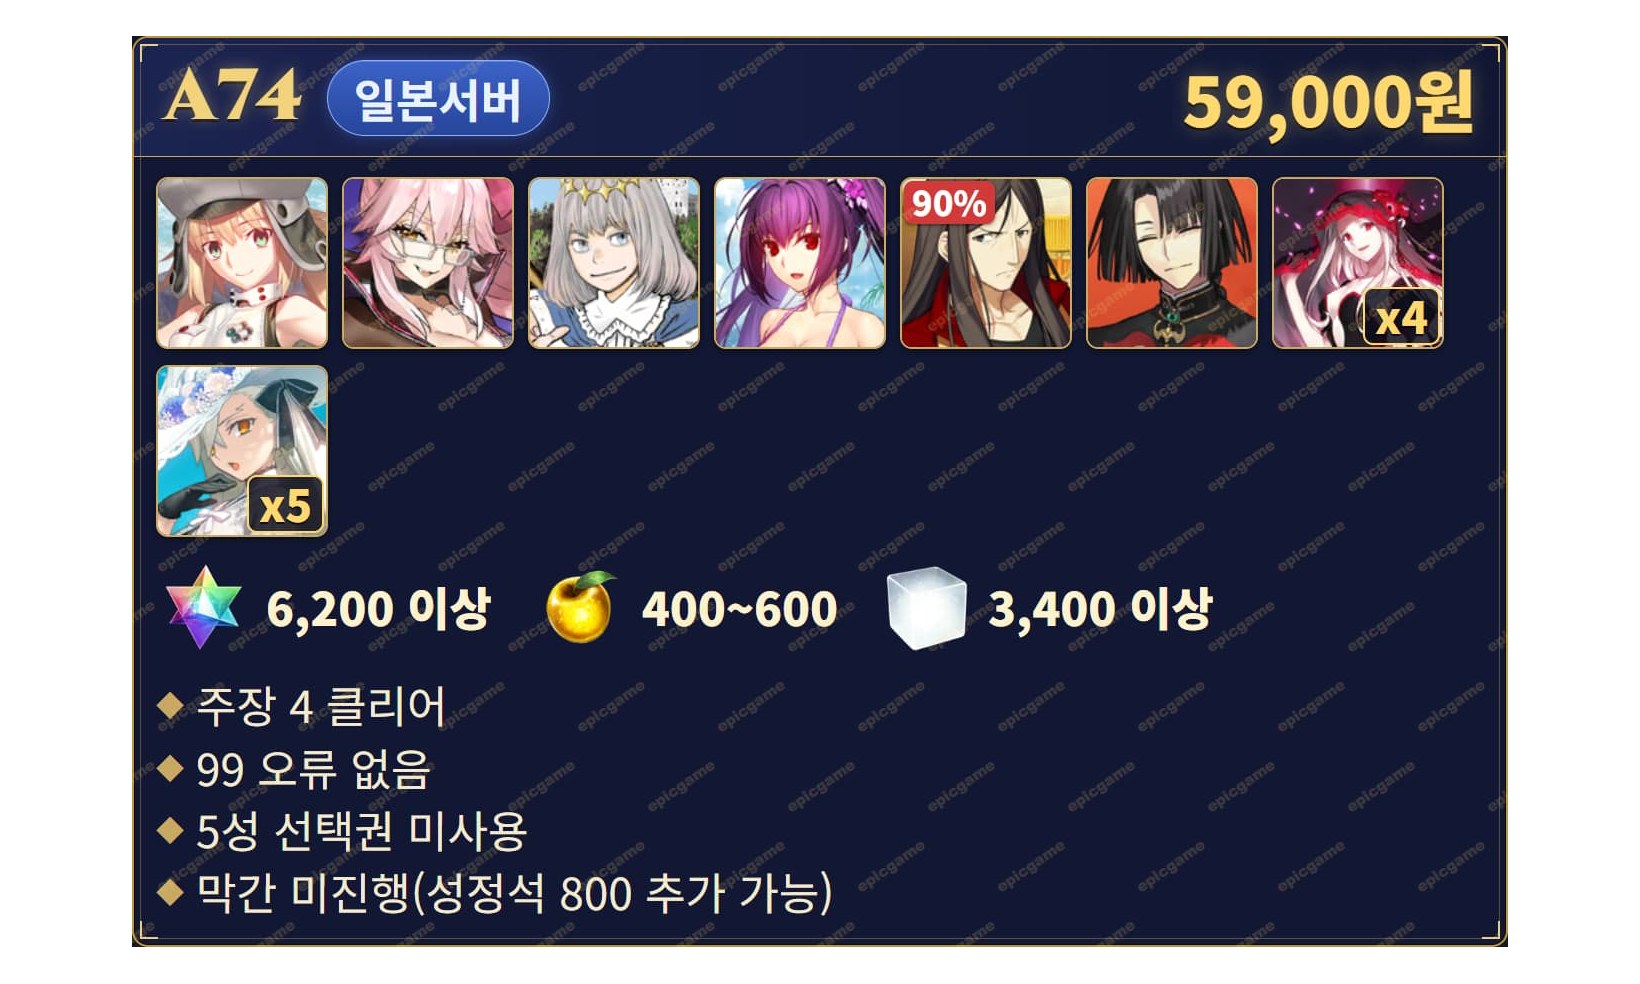 A74 일본서버 59,000원
90%
x4
x5
6,200 이상 400~600 3,400 이상
주장 4 클리어
99 오류 없음
5성 선택권 미사용
막간 미진행(성정석 800 추가 가능)
epicgame